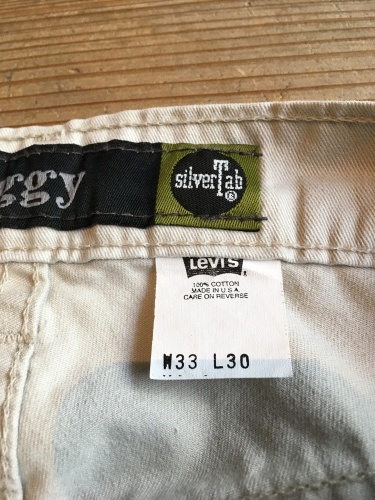 ggy
silverTab
®
Levi's
100% COTTON
MADE IN U.S.A.
CARE ON REVERSE
W33 L30